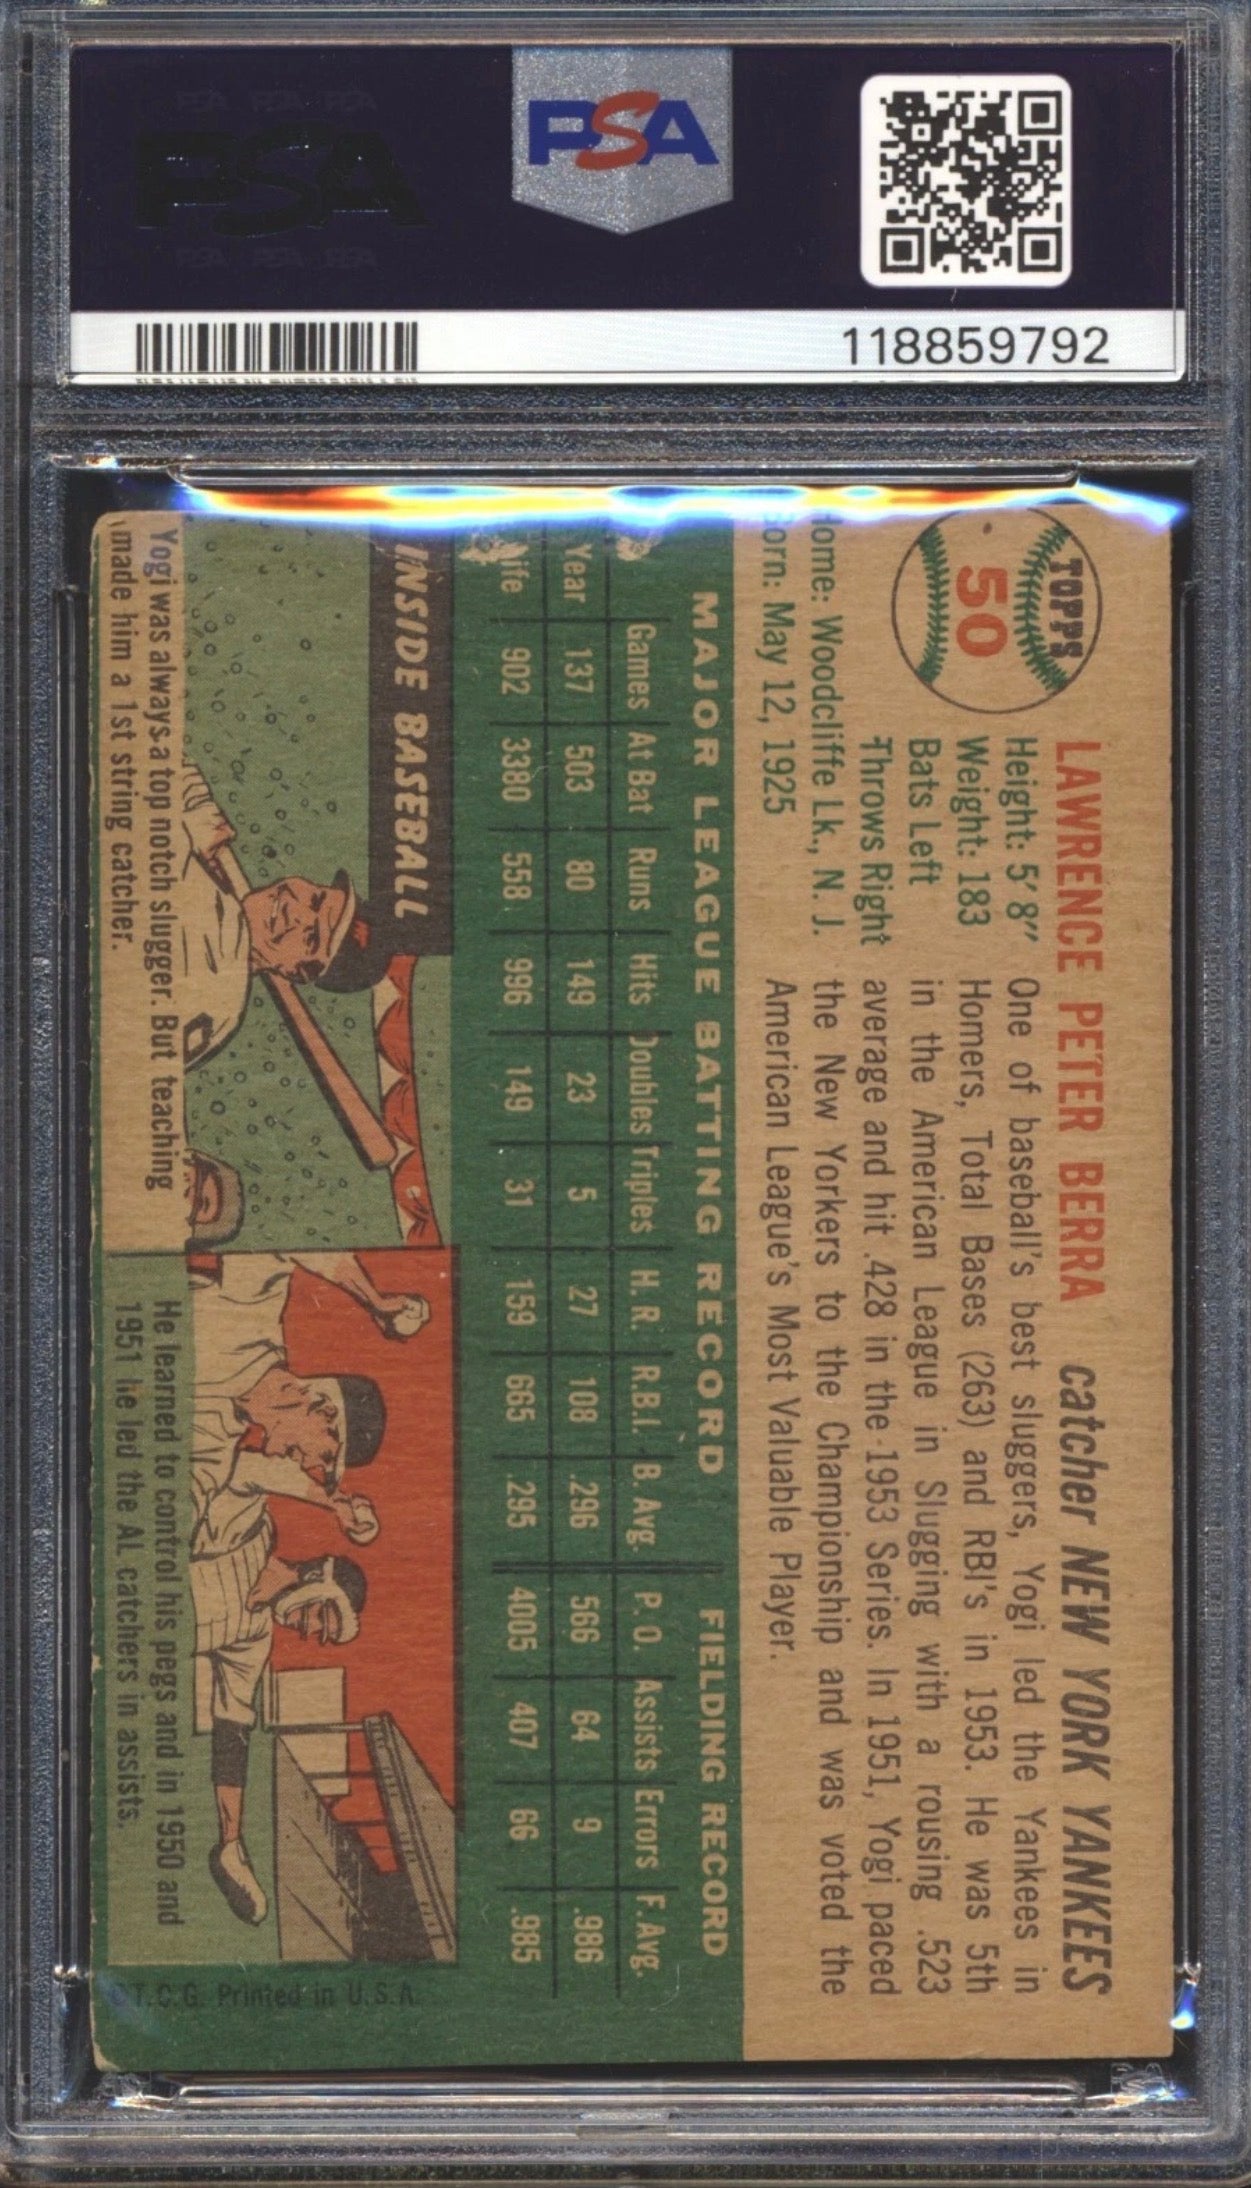 PSA PSA PSA
PSA
PSA PSA PSA
PSA
118859792
TOPPS
50
LAWRENCE PETER BERRA catcher NEW YORK YANKEES
Height: 5' 8"
Weight: 183
Bats Left
Throws Right
Home: Woodcliffe Lk., N. J.
Born: May 12, 1925
One of baseball's best sluggers, Yogi led the Yankees in
Homers, Total Bases (263) and RBI's in 1953. He was 5th
in the American League in Slugging with a rousing .523
average and hit .428 in the 1953 Series. In 1951, Yogi paced
the New Yorkers to the Championship and was voted the
American League's Most Valuable Player.
MAJOR LEAGUE BATTING RECORD FIELDING RECORD
Games At Bat Runs Hits Doubles Triples H. R. R.B.I. B. Avg. P. O. Assists Errors F. Avg.
Year 137 503 80 149 23 5 27 108 .296 566 64 9 .986
Life 902 3380 558 996 149 31 159 665 .295 4005 407 66 .985
INSIDE BASEBALL
Yogi was always a top notch slugger. But teaching
made him a 1st string catcher.
He learned to control his pegs and in 1950 and
1951 he led the AL catchers in assists.
©T.C.G. Printed in U.S.A.